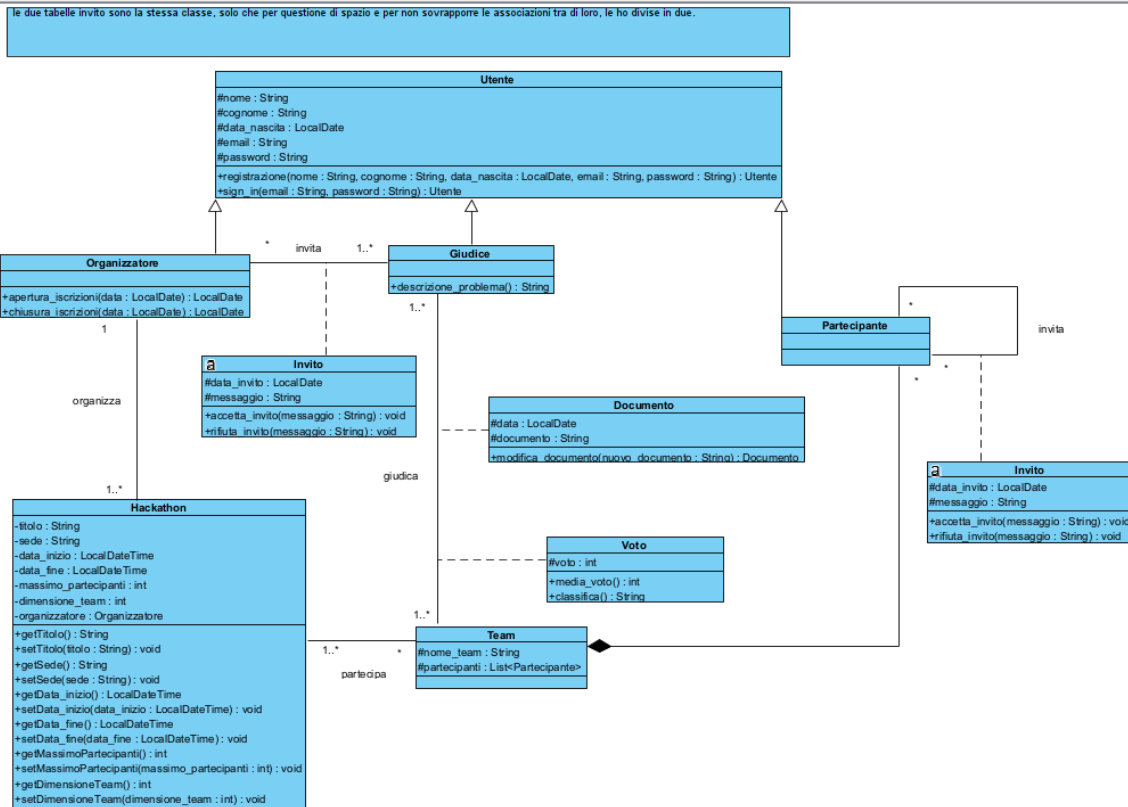 le due tabelle invito sono la stessa classe, solo che per questione di spazio e per non sovrapporre le associazioni tra di loro, le ho divise in due.
Utente
#nome : String
#cognome : String
#data_nascita : LocalDate
#email : String
#password : String
+registrazione(nome : String, cognome : String, data_nascita : LocalDate, email : String, password : String) : Utente
+sign_in(email : String, password : String) : Utente
* invita 1..*
Organizzatore
+apertura_iscrizioni(data : LocalDate) : LocalDate
+chiusura_iscrizioni(data : LocalDate) : LocalDate
1
Giudice
+descrizione_problema() : String
1..*
Partecipante
*
invita
*
*
a Invito
#data_invito : LocalDate
#messaggio : String
+accetta_invito(messaggio : String) : void
+rifiuta_invito(messaggio : String) : void
organizza
Documento
#data : LocalDate
#documento : String
+modifica_documento(nuovo_documento : String) : Documento
giudica
a Invito
#data_invito : LocalDate
#messaggio : String
+accetta_invito(messaggio : String) : void
+rifiuta_invito(messaggio : String) : void
1..*
Hackathon
-titolo : String
-sede : String
-data_inizio : LocalDateTime
-data_fine : LocalDateTime
-massimo_partecipanti : int
-dimensione_team : int
-organizzatore : Organizzatore
+getTitolo() : String
+setTitolo(titolo : String) : void
+getSede() : String
+setSede(sede : String) : void
+getData_inizio() : LocalDateTime
+setData_inizio(data_inizio : LocalDateTime) : void
+getData_fine() : LocalDateTime
+setData_fine(data_fine : LocalDateTime) : void
+getMassimoPartecipanti() : int
+setMassimoPartecipanti(massimo_partecipanti : int) : void
+getDimensioneTeam() : int
+setDimensioneTeam(dimensione_team : int) : void
Voto
#voto : int
+media_voto() : int
+classifica() : String
1..*
Team
#nome_team : String
#partecipanti : List<Partecipante>
1..* *
partecipa